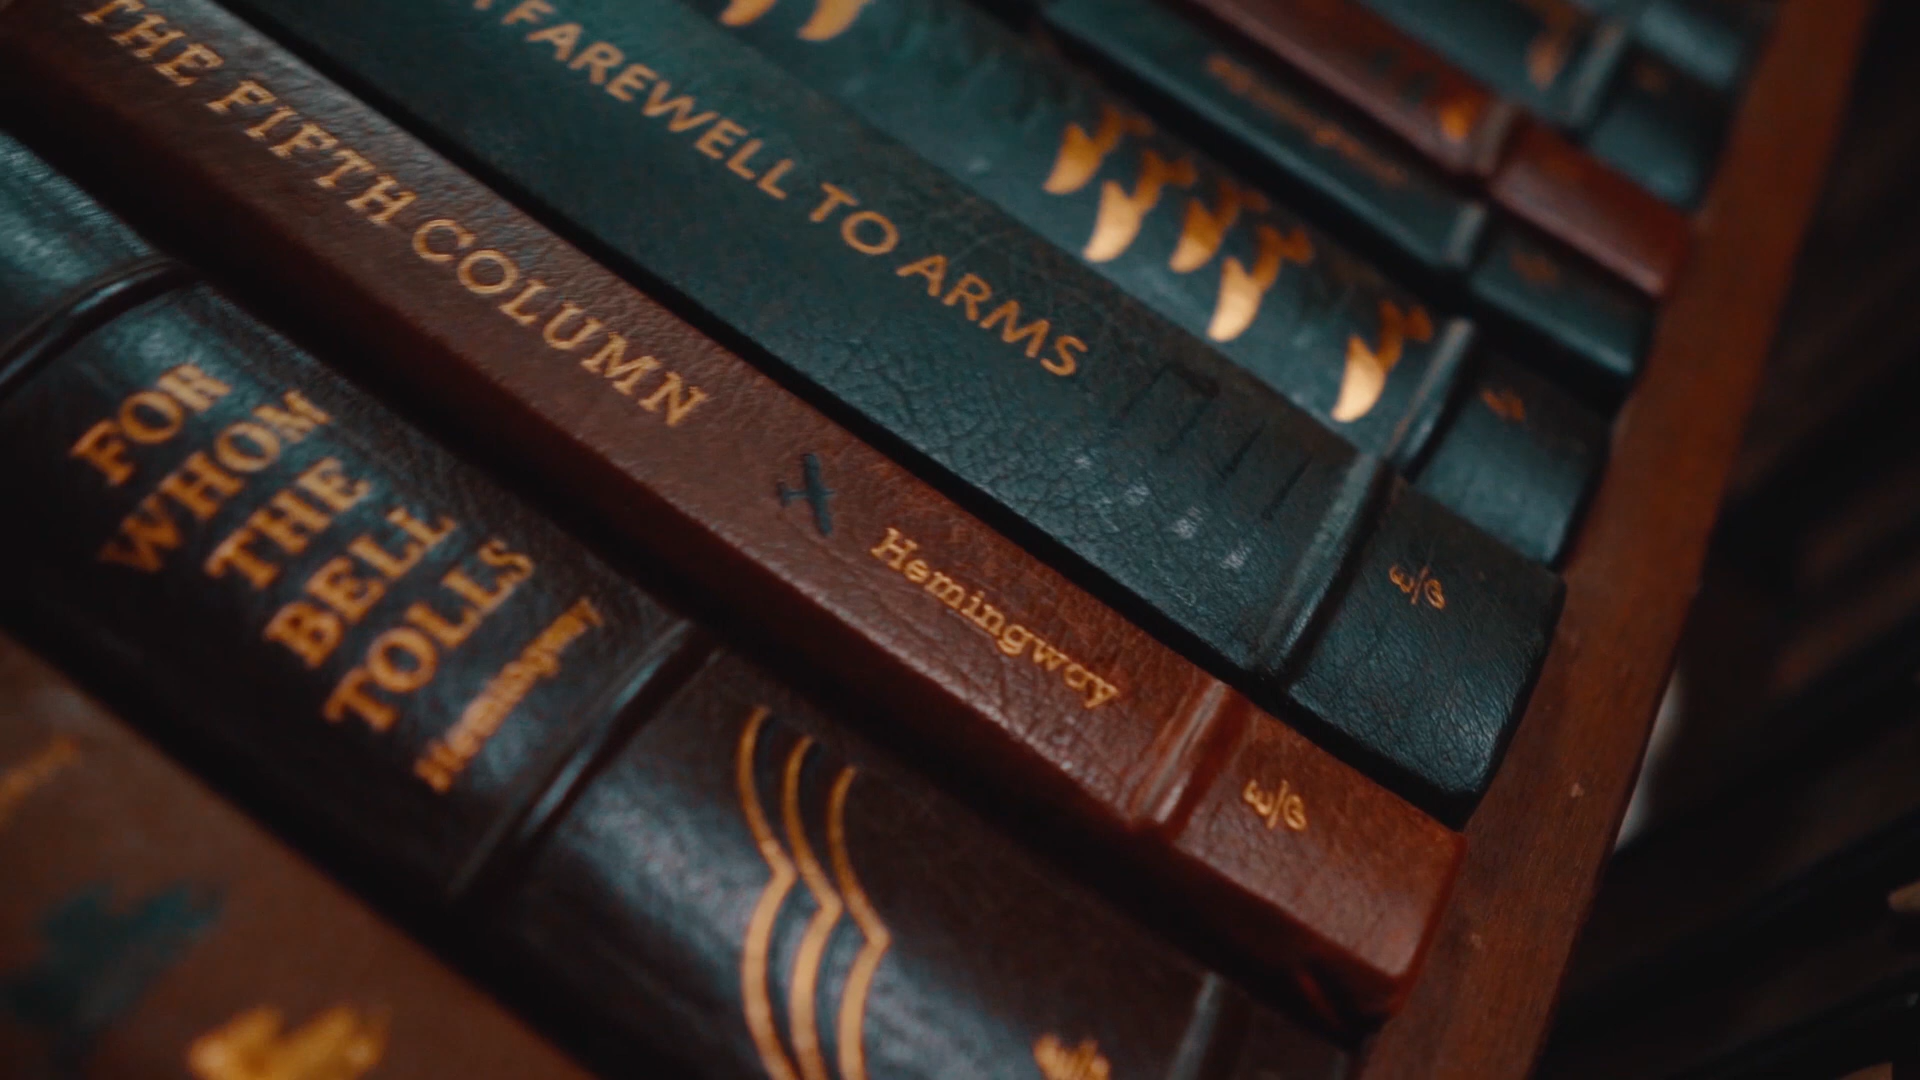 A FAREWELL TO ARMS
THE FIFTH COLUMN
Hemingway
FOR
WHOM
THE
BELL
TOLLS
Hemingway